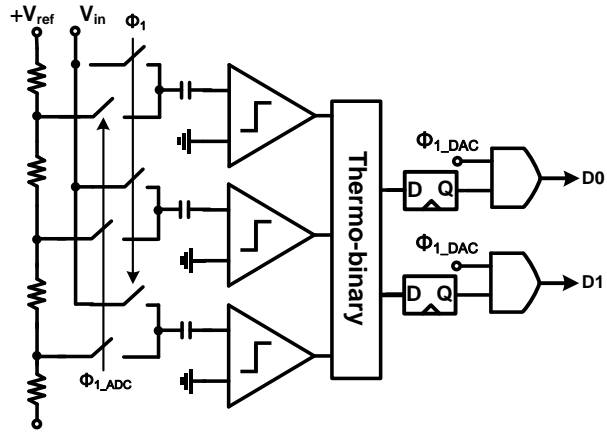 +Vref Vin Φ1
Thermo-binary
Φ1_DAC
D Q
D0
Φ1_DAC
D Q
D1
Φ1_ADC